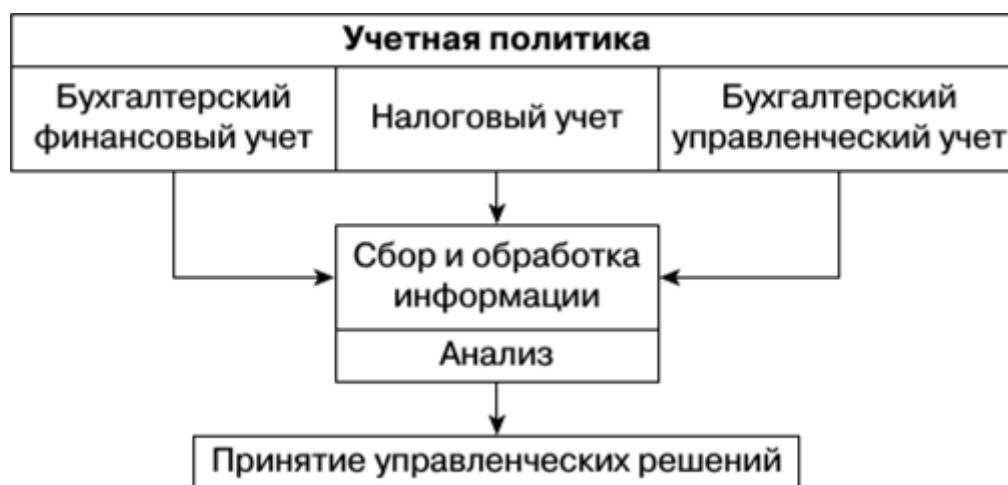 Учетная политика
Бухгалтерский
финансовый учет
Налоговый учет
Бухгалтерский
управленческий учет
Сбор и обработка
информации
Анализ
Принятие управленческих решений